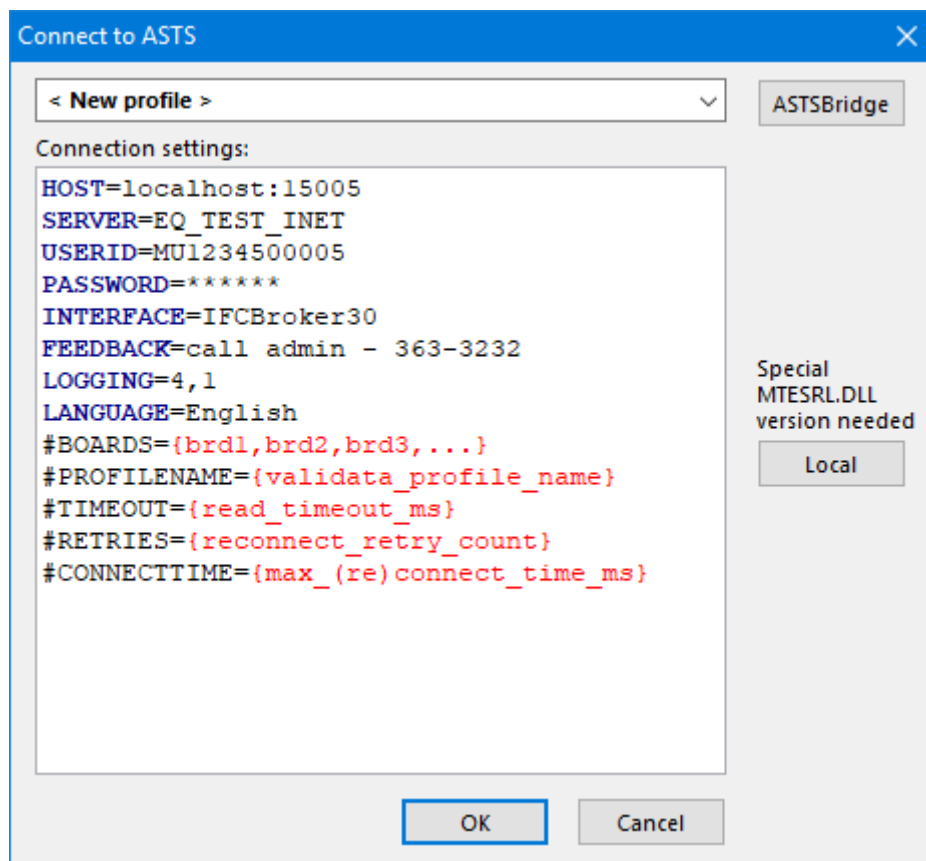 Connect to ASTS
< New profile >
ASTSBridge
Connection settings:
HOST=localhost:15005
SERVER=EQ_TEST_INET
USERID=MU1234500005
PASSWORD=******
INTERFACE=IFCBroker30
FEEDBACK=call admin - 363-3232
LOGGING=4,1
LANGUAGE=English
#BOARDS={brd1,brd2,brd3,...}
#PROFILENAME={validata_profile_name}
#TIMEOUT={read_timeout_ms}
#RETRIES={reconnect_retry_count}
#CONNECTTIME={max_(re)connect_time_ms}
Special
MTESRL.DLL
version needed
Local
OK
Cancel